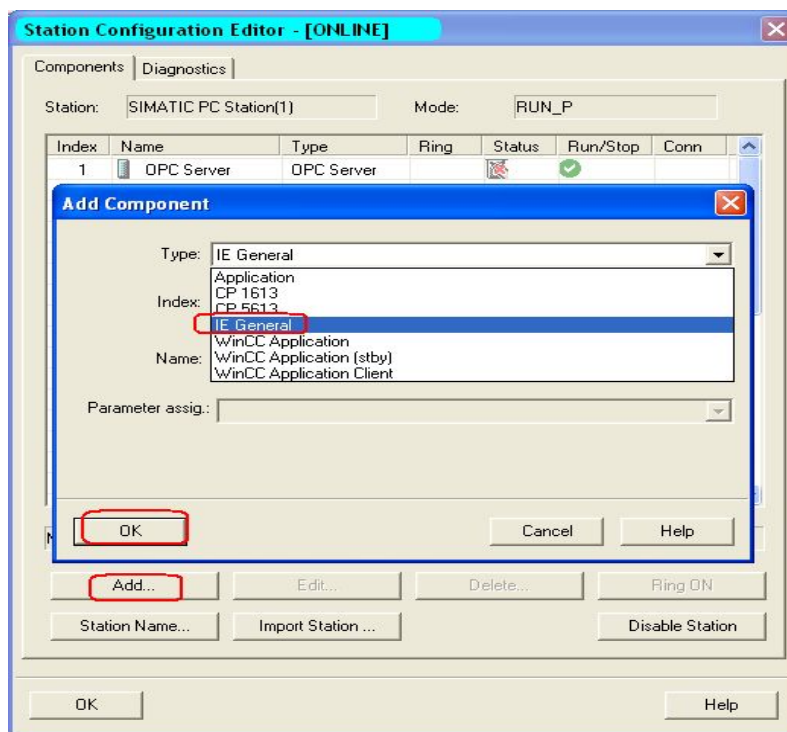 Station Configuration Editor - [ONLINE]
Components Diagnostics
Station: SIMATIC PC Station(1) Mode: RUN_P
Index Name Type Ring Status Run/Stop Conn
1 OPC Server OPC Server
Add Component
Type: IE General
Application
CP 1613
Index: CP 5613
IE General
WinCC Application
Name: WinCC Application (stby)
WinCC Application Client
Parameter assig.:
OK Cancel Help
Add... Edit... Delete... Ring ON
Station Name... Import Station ... Disable Station
OK Help